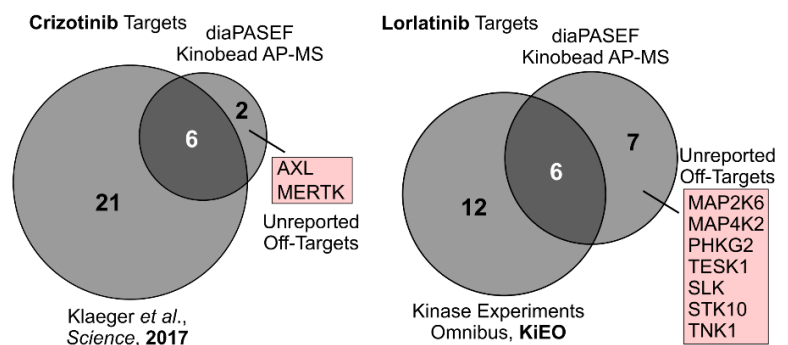 Crizotinib Targets
diaPASEF
Kinobead AP-MS
2
6
21
AXL
MERTK
Unreported
Off-Targets
Klaeger et al.,
Science, 2017
Lorlatinib Targets
diaPASEF
Kinobead AP-MS
7
6
12
Unreported
Off-Targets
MAP2K6
MAP4K2
PHKG2
TESK1
SLK
STK10
TNK1
Kinase Experiments
Omnibus, KiEO